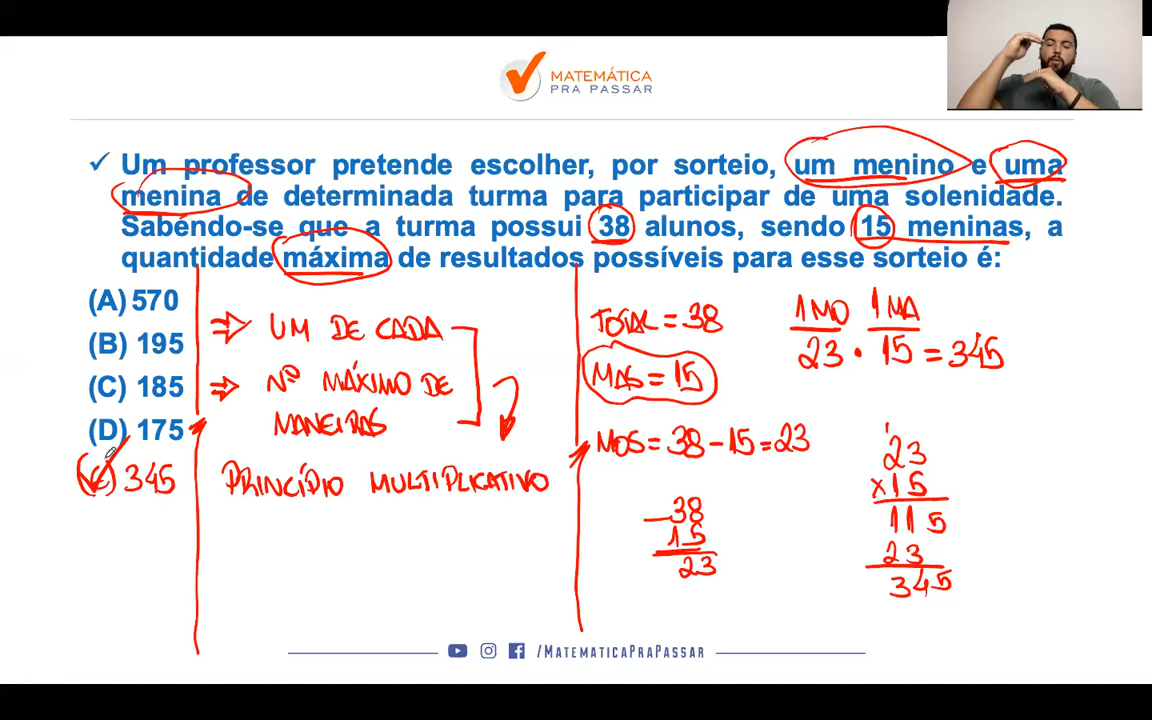 MATEMÁTICA
PRA PASSAR
✓ Um professor pretende escolher, por sorteio, um menino e uma
menina de determinada turma para participar de uma solenidade.
Sabendo-se que a turma possui 38 alunos, sendo 15 meninas, a
quantidade máxima de resultados possíveis para esse sorteio é:
(A) 570
(B) 195
(C) 185
(D) 175
(E) 345
⇒ UM DE CADA
⇒ Nº MÁXIMO DE
MANEIRAS
PRINCÍPIO MULTIPLICATIVO
TOTAL = 38
MAS = 15
MOS = 38 - 15 = 23
38
15
23
1 MO 1 MA
23 · 15 = 345
1
23
x15
115
23
345
/MATEMATICAPRAPASSAR